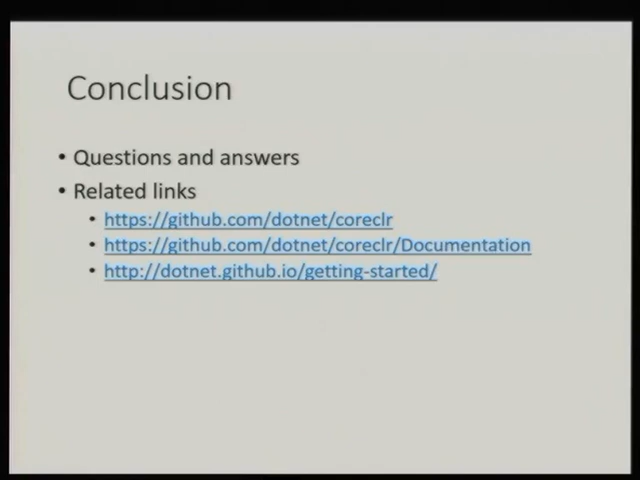 Conclusion
• Questions and answers
• Related links
• https://github.com/dotnet/coreclr
• https://github.com/dotnet/coreclr/Documentation
• http://dotnet.github.io/getting-started/